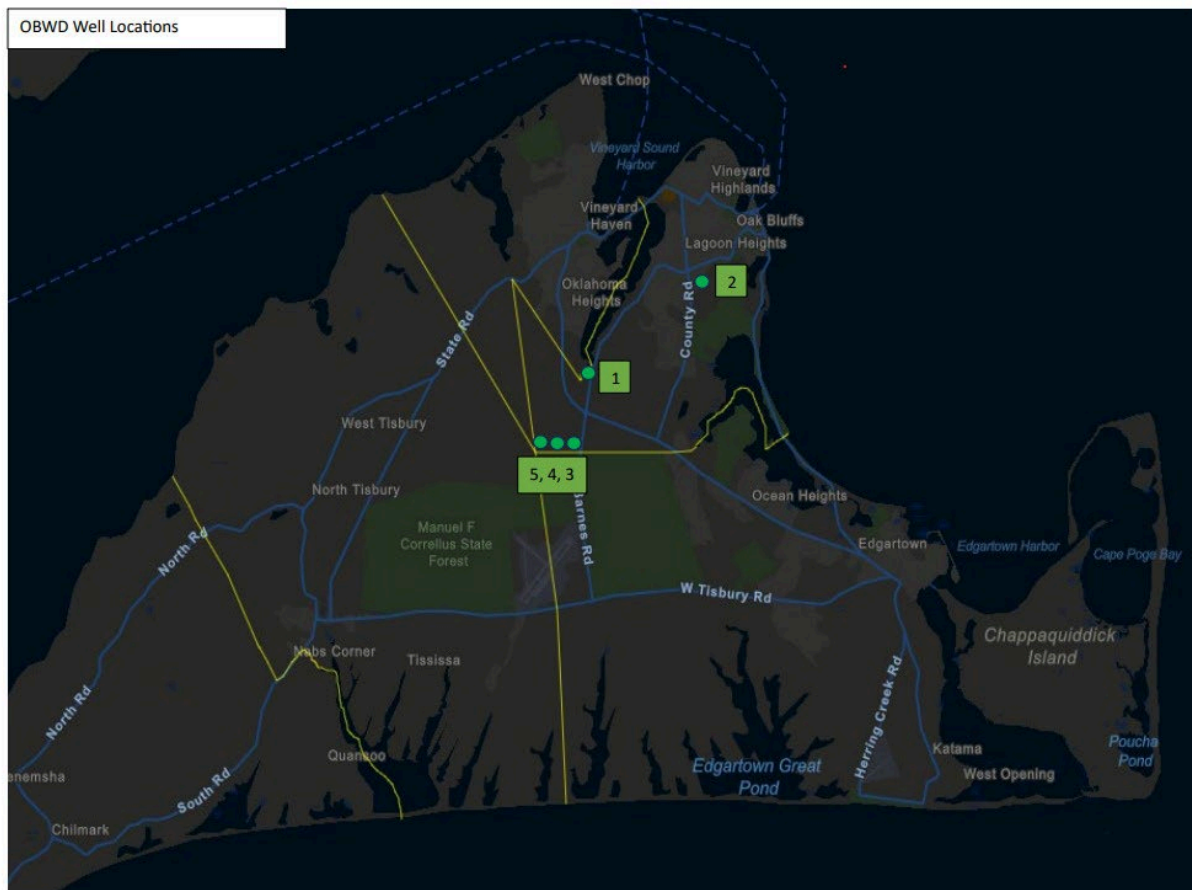 OBWD Well Locations
West Chop
Vineyard Sound
Harbor
Vineyard
Highlands
Vineyard
Haven
Oak Bluffs
Lagoon Heights
Oklahoma
Heights
2
County Rd
State Rd
1
West Tisbury
5, 4, 3
North Tisbury
Barnes Rd
Ocean Heights
Manuel F
Correllus State
Forest
North Rd
Edgartown
Edgartown Harbor
Cape Poge Bay
W Tisbury Rd
Chappaquiddick
Island
Nabs Corner
Tississa
North Rd
Herring Creek Rd
Quansoo
Katama
Poucha
Pond
Edgartown Great
Pond
West Opening
enemsha
South Rd
Chilmark